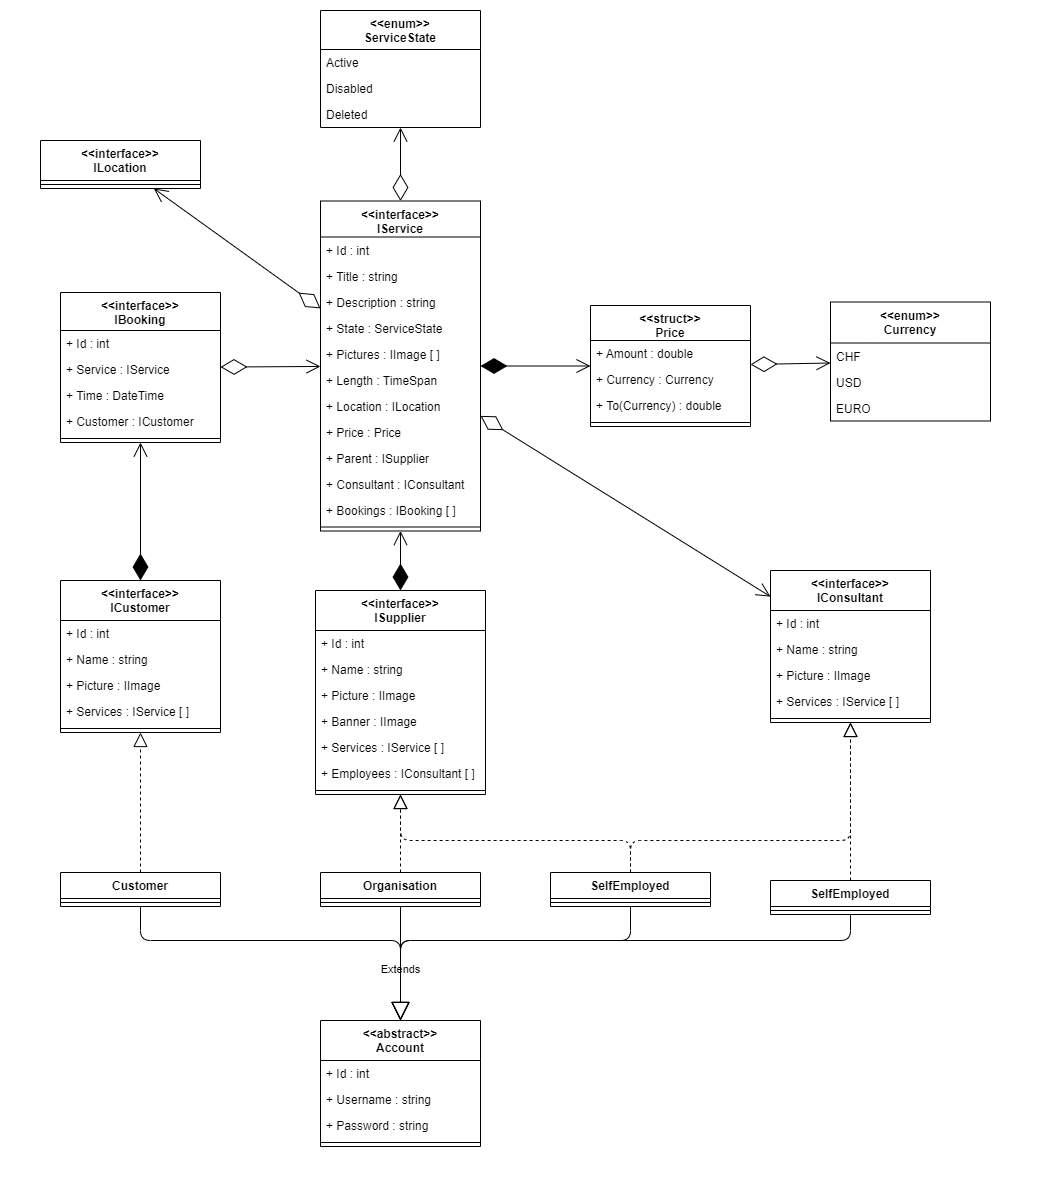 <<enum>>
ServiceState
Active
Disabled
Deleted
<<interface>>
ILocation
<<interface>>
IService
+ Id : int
+ Title : string
+ Description : string
+ State : ServiceState
+ Pictures : IImage [ ]
+ Length : TimeSpan
+ Location : ILocation
+ Price : Price
+ Parent : ISupplier
+ Consultant : IConsultant
+ Bookings : IBooking [ ]
<<interface>>
IBooking
+ Id : int
+ Service : IService
+ Time : DateTime
+ Customer : ICustomer
<<struct>>
Price
+ Amount : double
+ Currency : Currency
+ To(Currency) : double
<<enum>>
Currency
CHF
USD
EURO
<<interface>>
ICustomer
+ Id : int
+ Name : string
+ Picture : IImage
+ Services : IService [ ]
<<interface>>
ISupplier
+ Id : int
+ Name : string
+ Picture : IImage
+ Banner : IImage
+ Services : IService [ ]
+ Employees : IConsultant [ ]
<<interface>>
IConsultant
+ Id : int
+ Name : string
+ Picture : IImage
+ Services : IService [ ]
Customer
Organisation
SelfEmployed
SelfEmployed
Extends
<<abstract>>
Account
+ Id : int
+ Username : string
+ Password : string